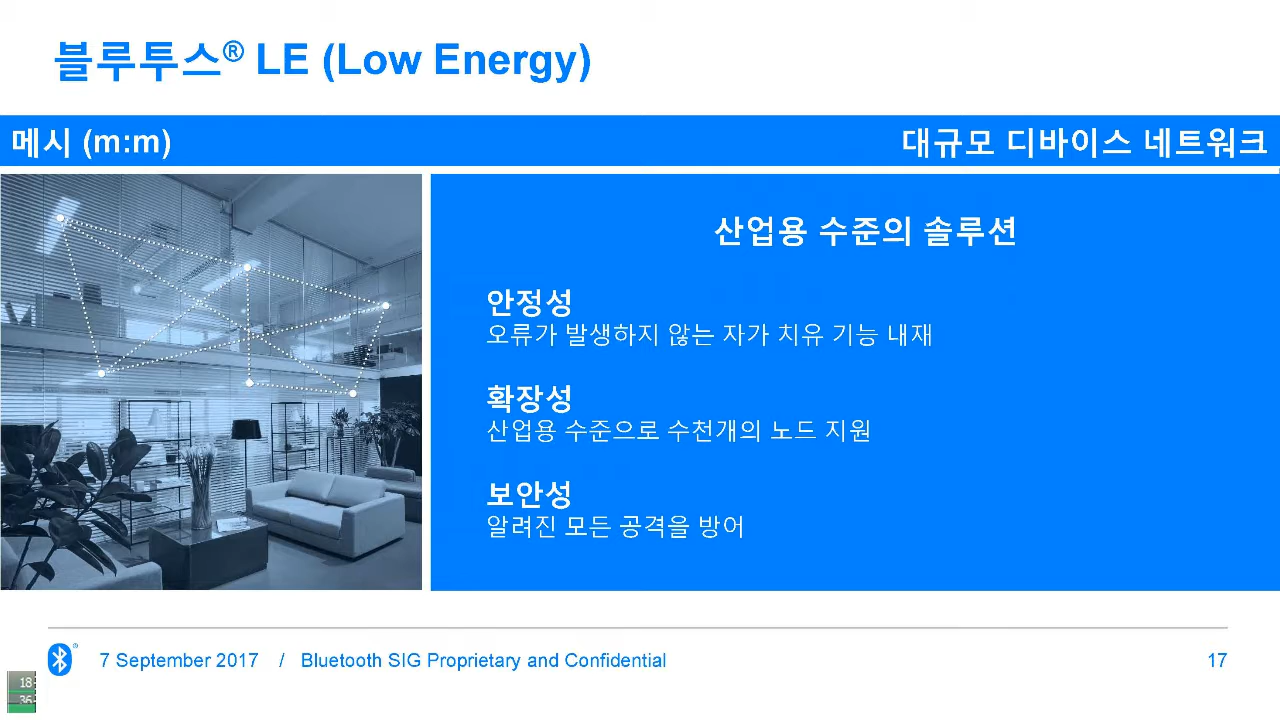 블루투스® LE (Low Energy)
메시 (m:m)
대규모 디바이스 네트워크
산업용 수준의 솔루션
안정성
오류가 발생하지 않는 자가 치유 기능 내재
확장성
산업용 수준으로 수천개의 노드 지원
보안성
알려진 모든 공격을 방어
7 September 2017 / Bluetooth SIG Proprietary and Confidential
17
18
36